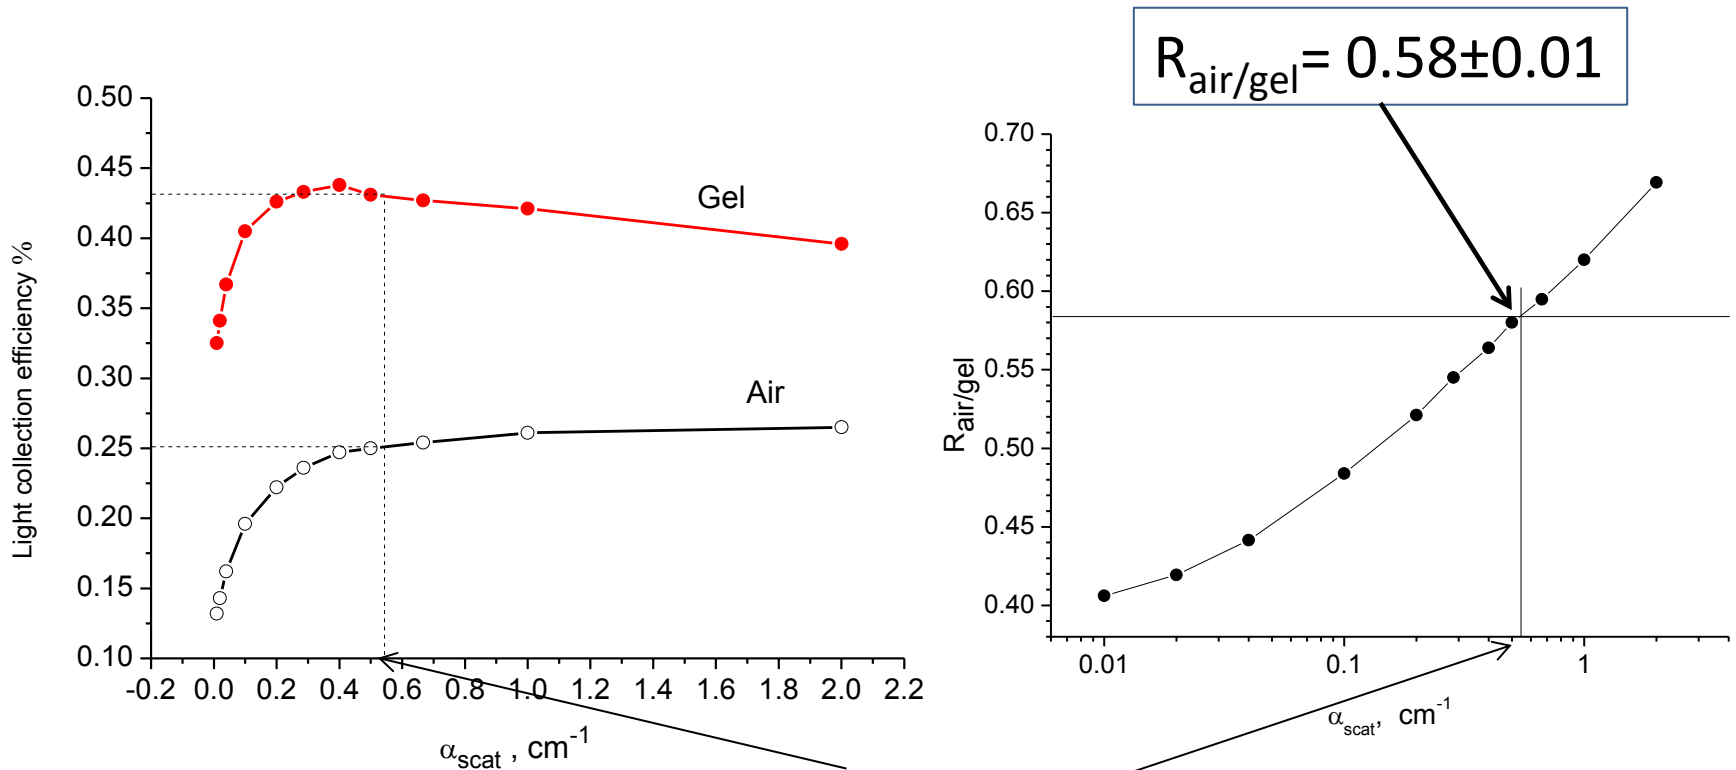 R_air/gel= 0.58±0.01
0.50
0.45
0.40
0.35
0.30
0.25
0.20
0.15
0.10
-0.2 0.0 0.2 0.4 0.6 0.8 1.0 1.2 1.4 1.6 1.8 2.0 2.2
Light collection efficiency %
α_scat , cm^-1
Gel
Air
0.70
0.65
0.60
0.55
0.50
0.45
0.40
0.01 0.1 1
R_air/gel
α_scat, cm^-1